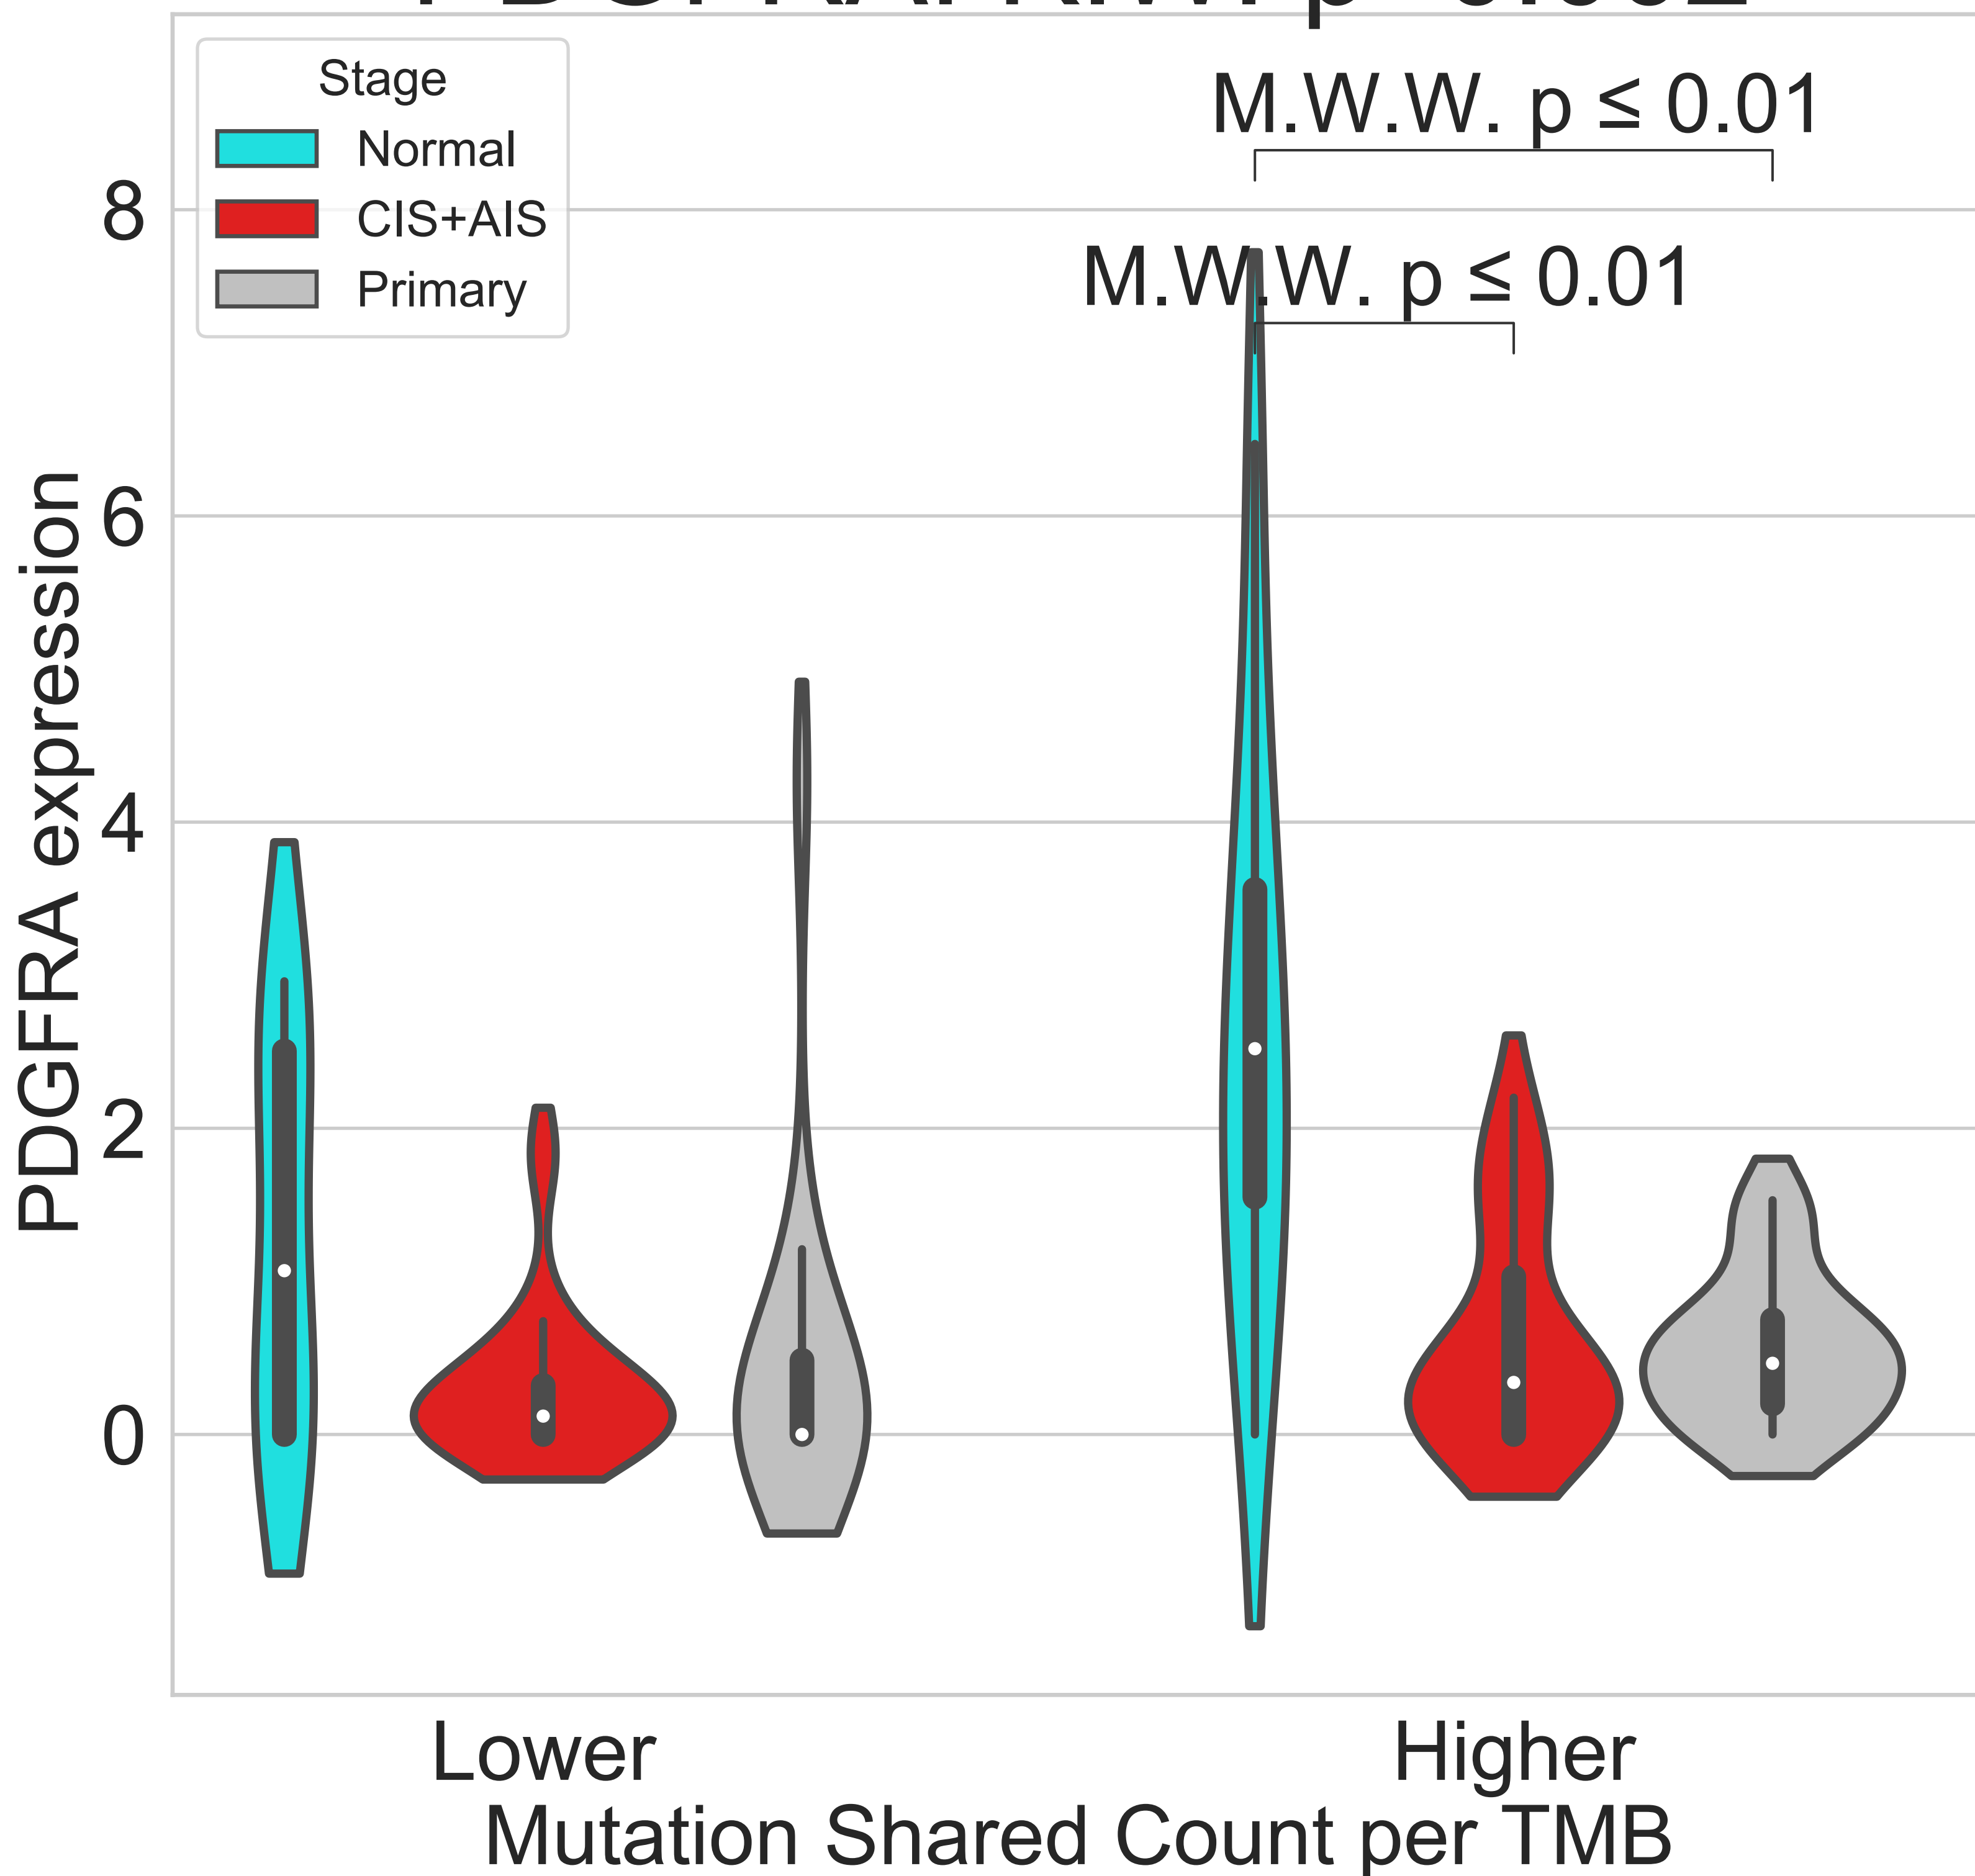 Stage
Normal
CIS+AIS
Primary
M.W.W. p ≤ 0.01
M.W.W. p ≤ 0.01
8
6
4
2
0
PDGFRA expression
Lower
Higher
Mutation Shared Count per TMB